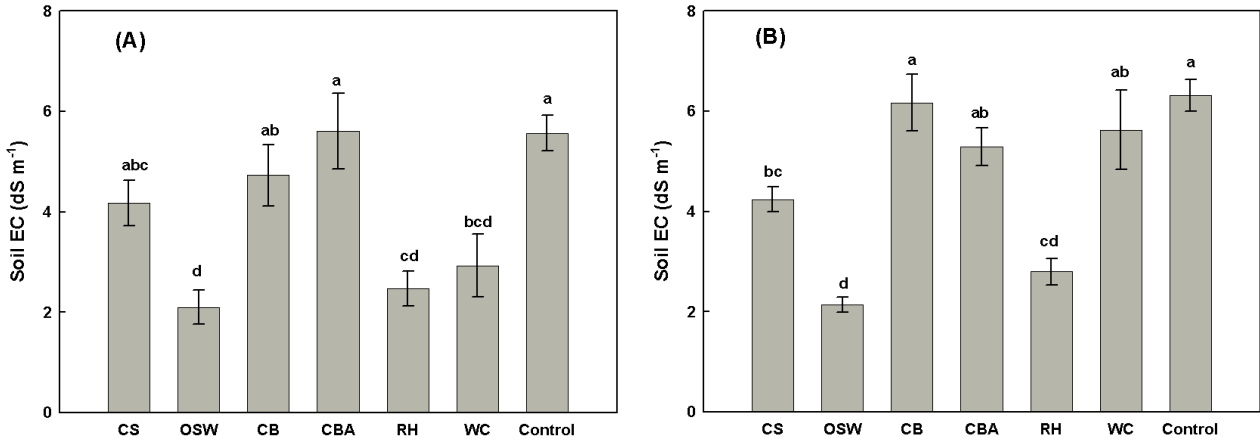 (A)
Soil EC (dS m⁻¹)
8
6
4
2
0
abc
d
ab
a
cd
bcd
a
CS OSW CB CBA RH WC Control
(B)
Soil EC (dS m⁻¹)
8
6
4
2
0
bc
d
a
ab
cd
ab
a
CS OSW CB CBA RH WC Control